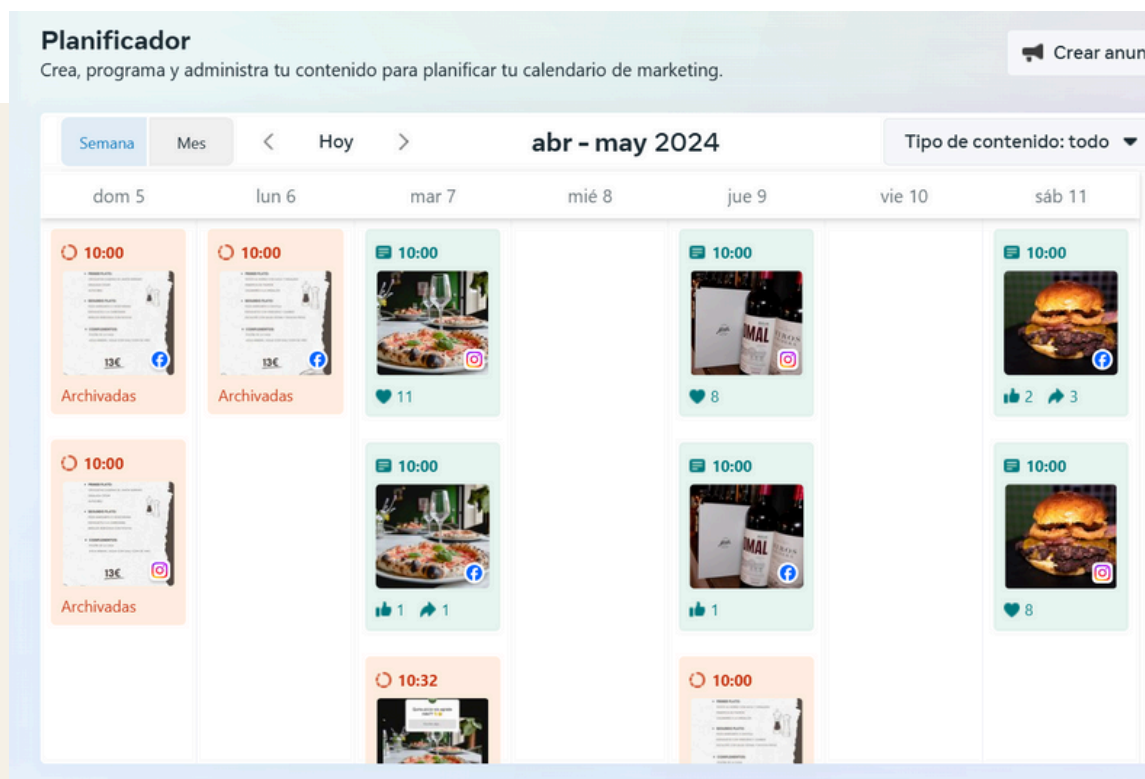 Planificador
Crea, programa y administra tu contenido para planificar tu calendario de marketing.
Crear anun
Semana
Mes
Hoy
abr - may 2024
Tipo de contenido: todo
dom 5
lun 6
mar 7
mié 8
jue 9
vie 10
sáb 11
10:00
13€
Archivadas
10:00
13€
Archivadas
10:00
11
10:00
8
10:00
2
3
10:00
13€
Archivadas
10:00
1
1
10:00
OMAL
1
10:00
8
10:32
10:00